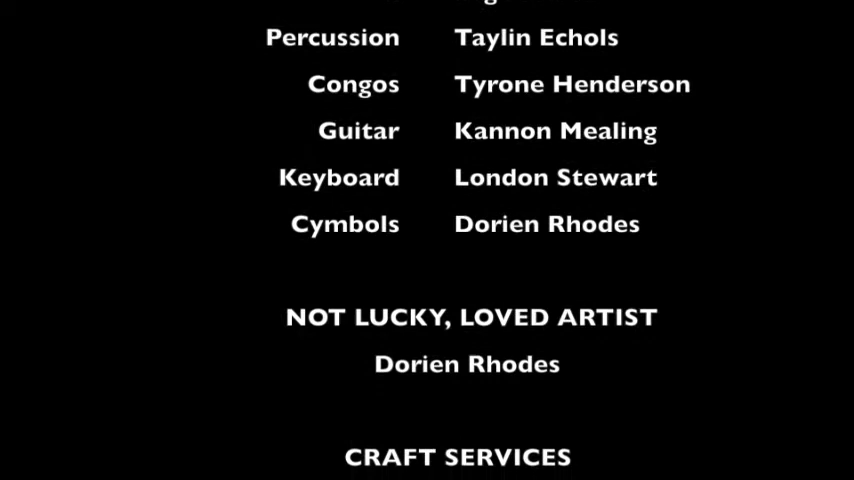 Percussion Taylin Echols
Congos Tyrone Henderson
Guitar Kannon Mealing
Keyboard London Stewart
Cymbols Dorien Rhodes
NOT LUCKY, LOVED ARTIST
Dorien Rhodes
CRAFT SERVICES